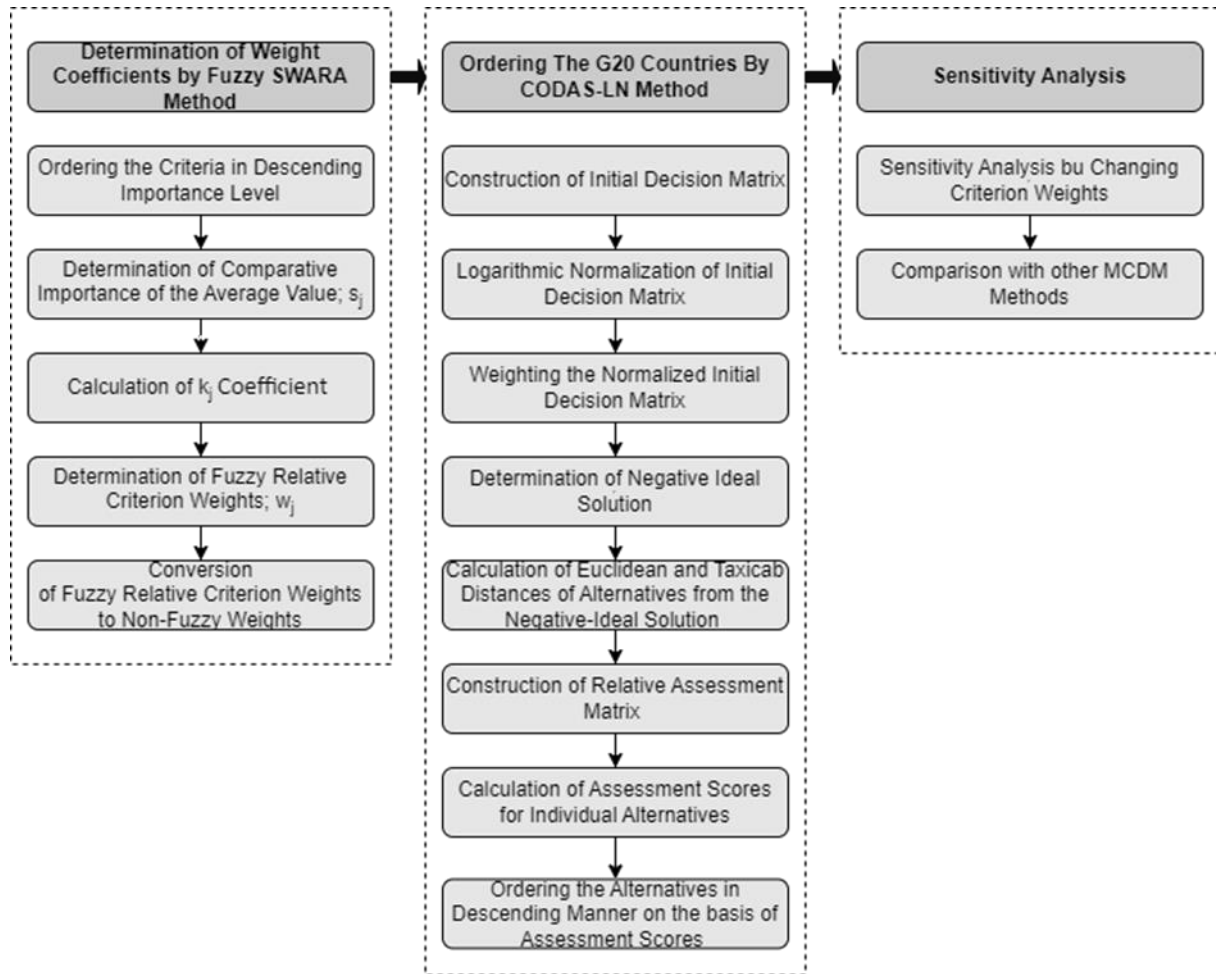 Determination of Weight
Coefficients by Fuzzy SWARA
Method
Ordering the Criteria in Descending
Importance Level
Determination of Comparative
Importance of the Average Value; sj
Calculation of kj Coefficient
Determination of Fuzzy Relative
Criterion Weights; wj
Conversion
of Fuzzy Relative Criterion Weights
to Non-Fuzzy Weights
Ordering The G20 Countries By
CODAS-LN Method
Construction of Initial Decision Matrix
Logarithmic Normalization of Initial
Decision Matrix
Weighting the Normalized Initial
Decision Matrix
Determination of Negative Ideal
Solution
Calculation of Euclidean and Taxicab
Distances of Alternatives from the
Negative-Ideal Solution
Construction of Relative Assessment
Matrix
Calculation of Assessment Scores
for Individual Alternatives
Ordering the Alternatives in
Descending Manner on the basis of
Assessment Scores
Sensitivity Analysis
Sensitivity Analysis bu Changing
Criterion Weights
Comparison with other MCDM
Methods